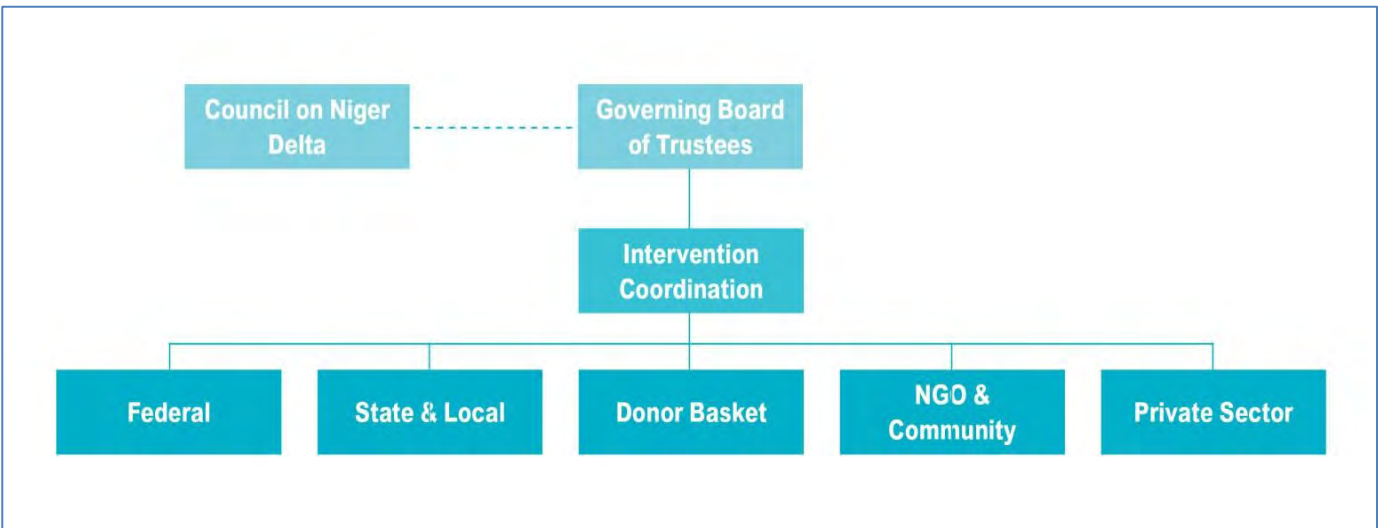 Council on Niger
Delta
Governing Board
of Trustees
Intervention
Coordination
Federal
State & Local
Donor Basket
NGO &
Community
Private Sector